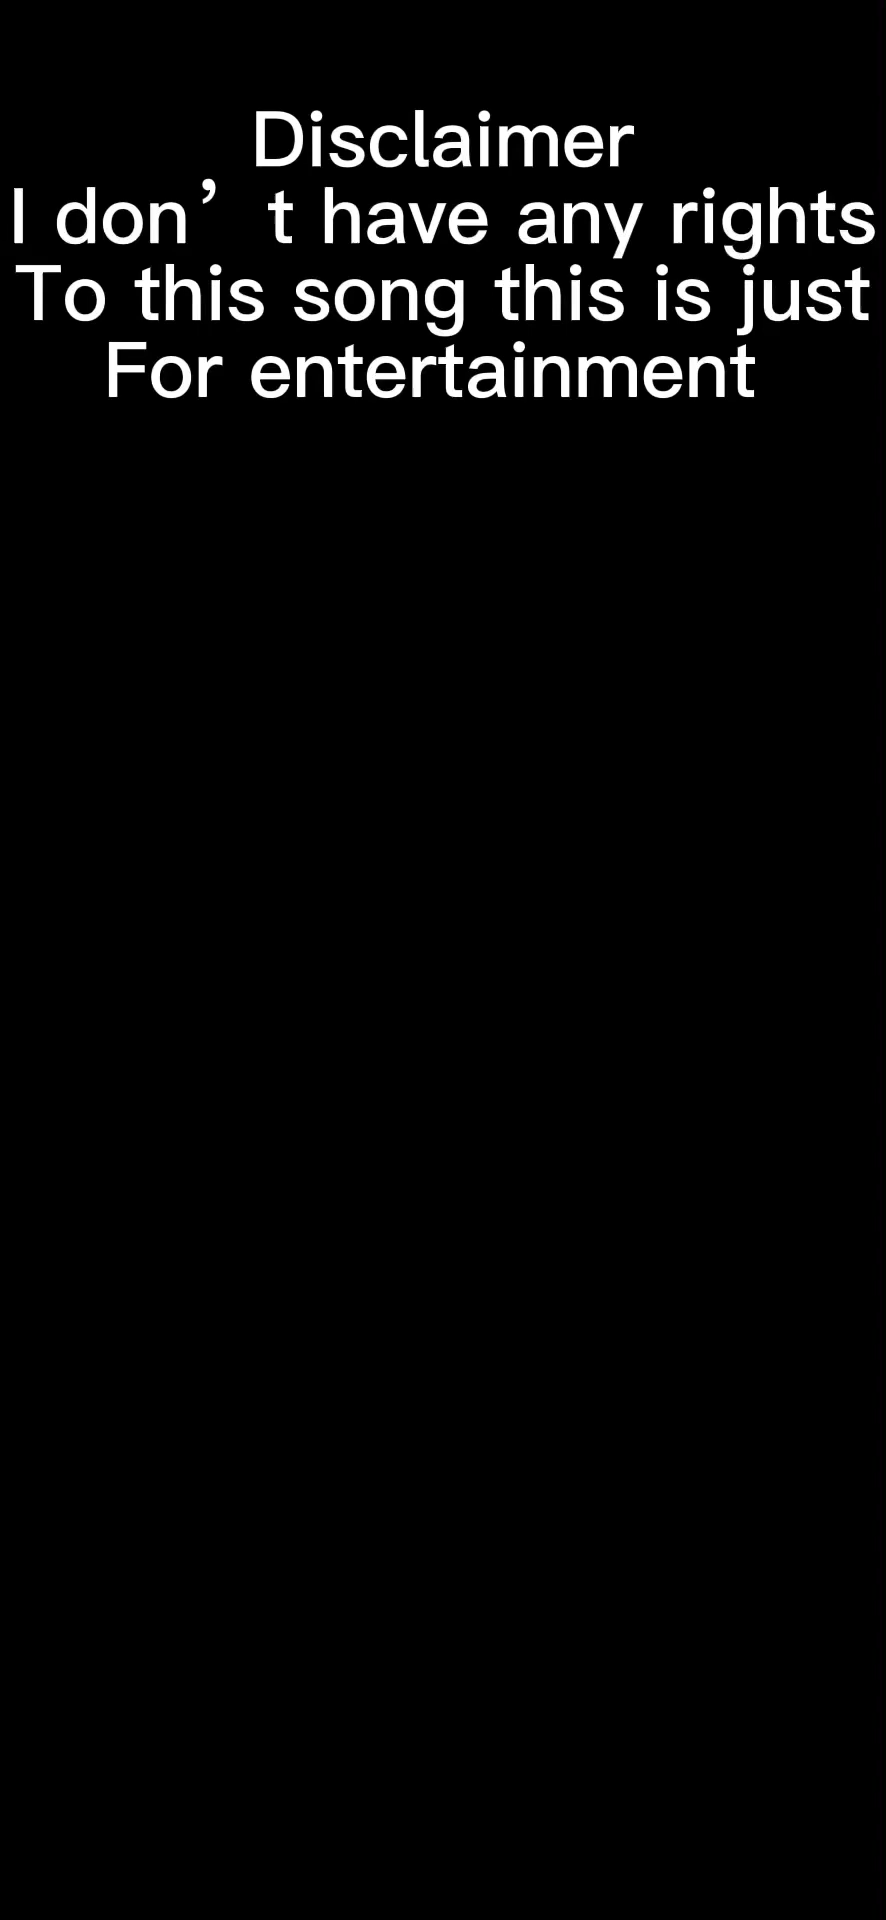 Disclaimer
I don’t have any rights
To this song this is just
For entertainment